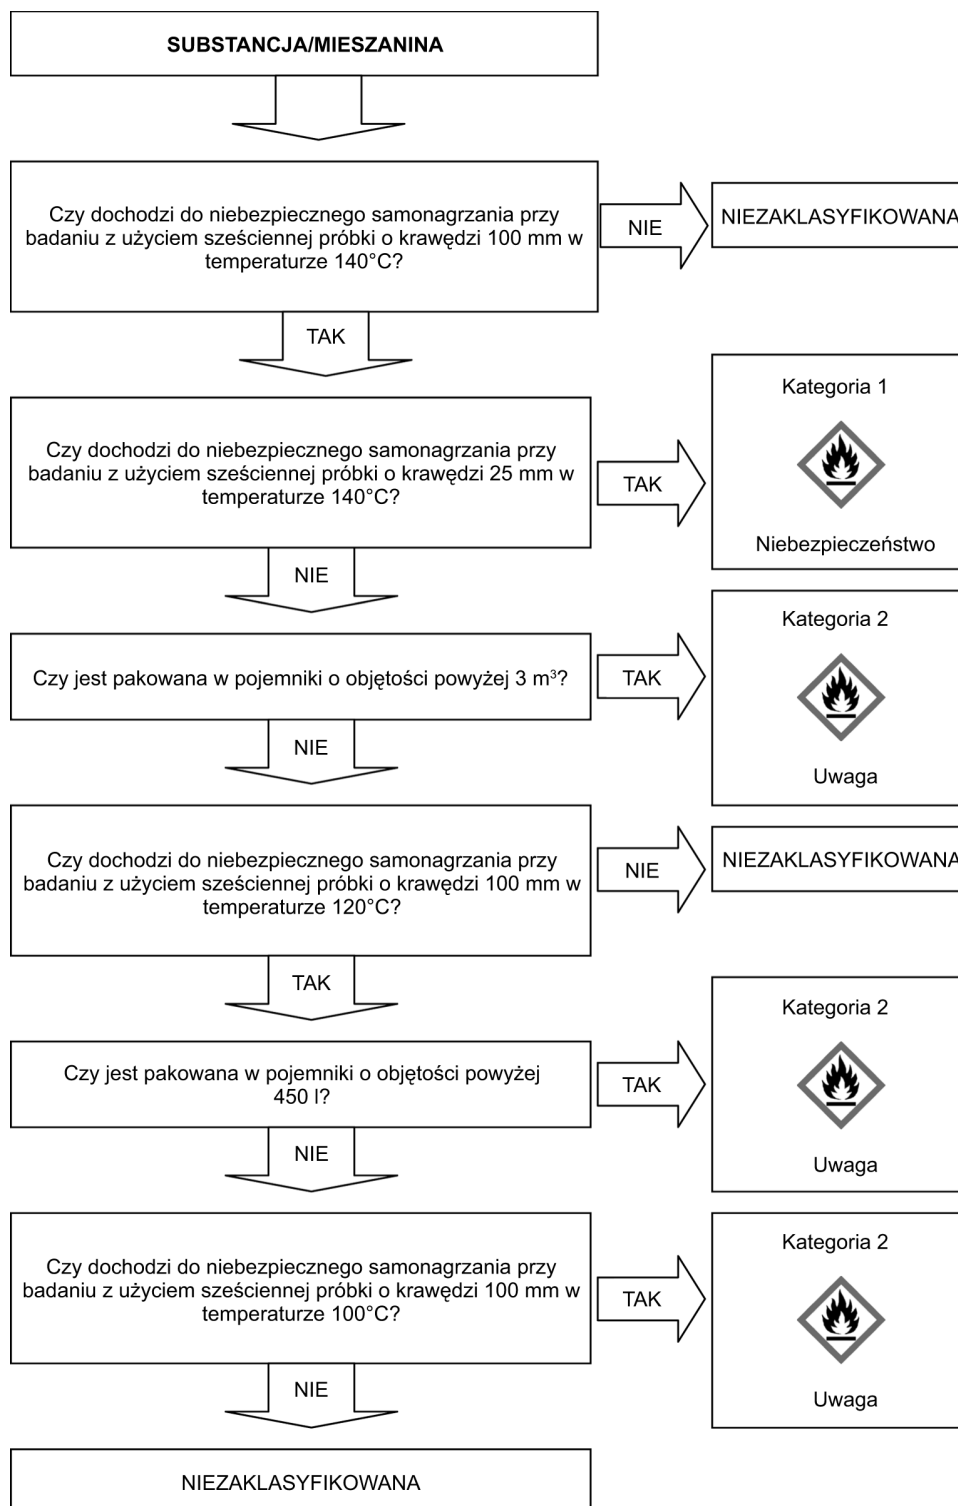 SUBSTANCJA/MIESZANINA
Czy dochodzi do niebezpiecznego samonagrzania przy
badaniu z użyciem sześciennej próbki o krawędzi 100 mm w
temperaturze 140°C?
NIE
NIEZAKLASYFIKOWANA
TAK
Czy dochodzi do niebezpiecznego samonagrzania przy
badaniu z użyciem sześciennej próbki o krawędzi 25 mm w
temperaturze 140°C?
TAK
Kategoria 1
Niebezpieczeństwo
NIE
Czy jest pakowana w pojemniki o objętości powyżej 3 m³?
TAK
Kategoria 2
Uwaga
NIE
Czy dochodzi do niebezpiecznego samonagrzania przy
badaniu z użyciem sześciennej próbki o krawędzi 100 mm w
temperaturze 120°C?
NIE
NIEZAKLASYFIKOWANA
TAK
Czy jest pakowana w pojemniki o objętości powyżej
450 l?
TAK
Kategoria 2
Uwaga
NIE
Czy dochodzi do niebezpiecznego samonagrzania przy
badaniu z użyciem sześciennej próbki o krawędzi 100 mm w
temperaturze 100°C?
TAK
Kategoria 2
Uwaga
NIE
NIEZAKLASYFIKOWANA